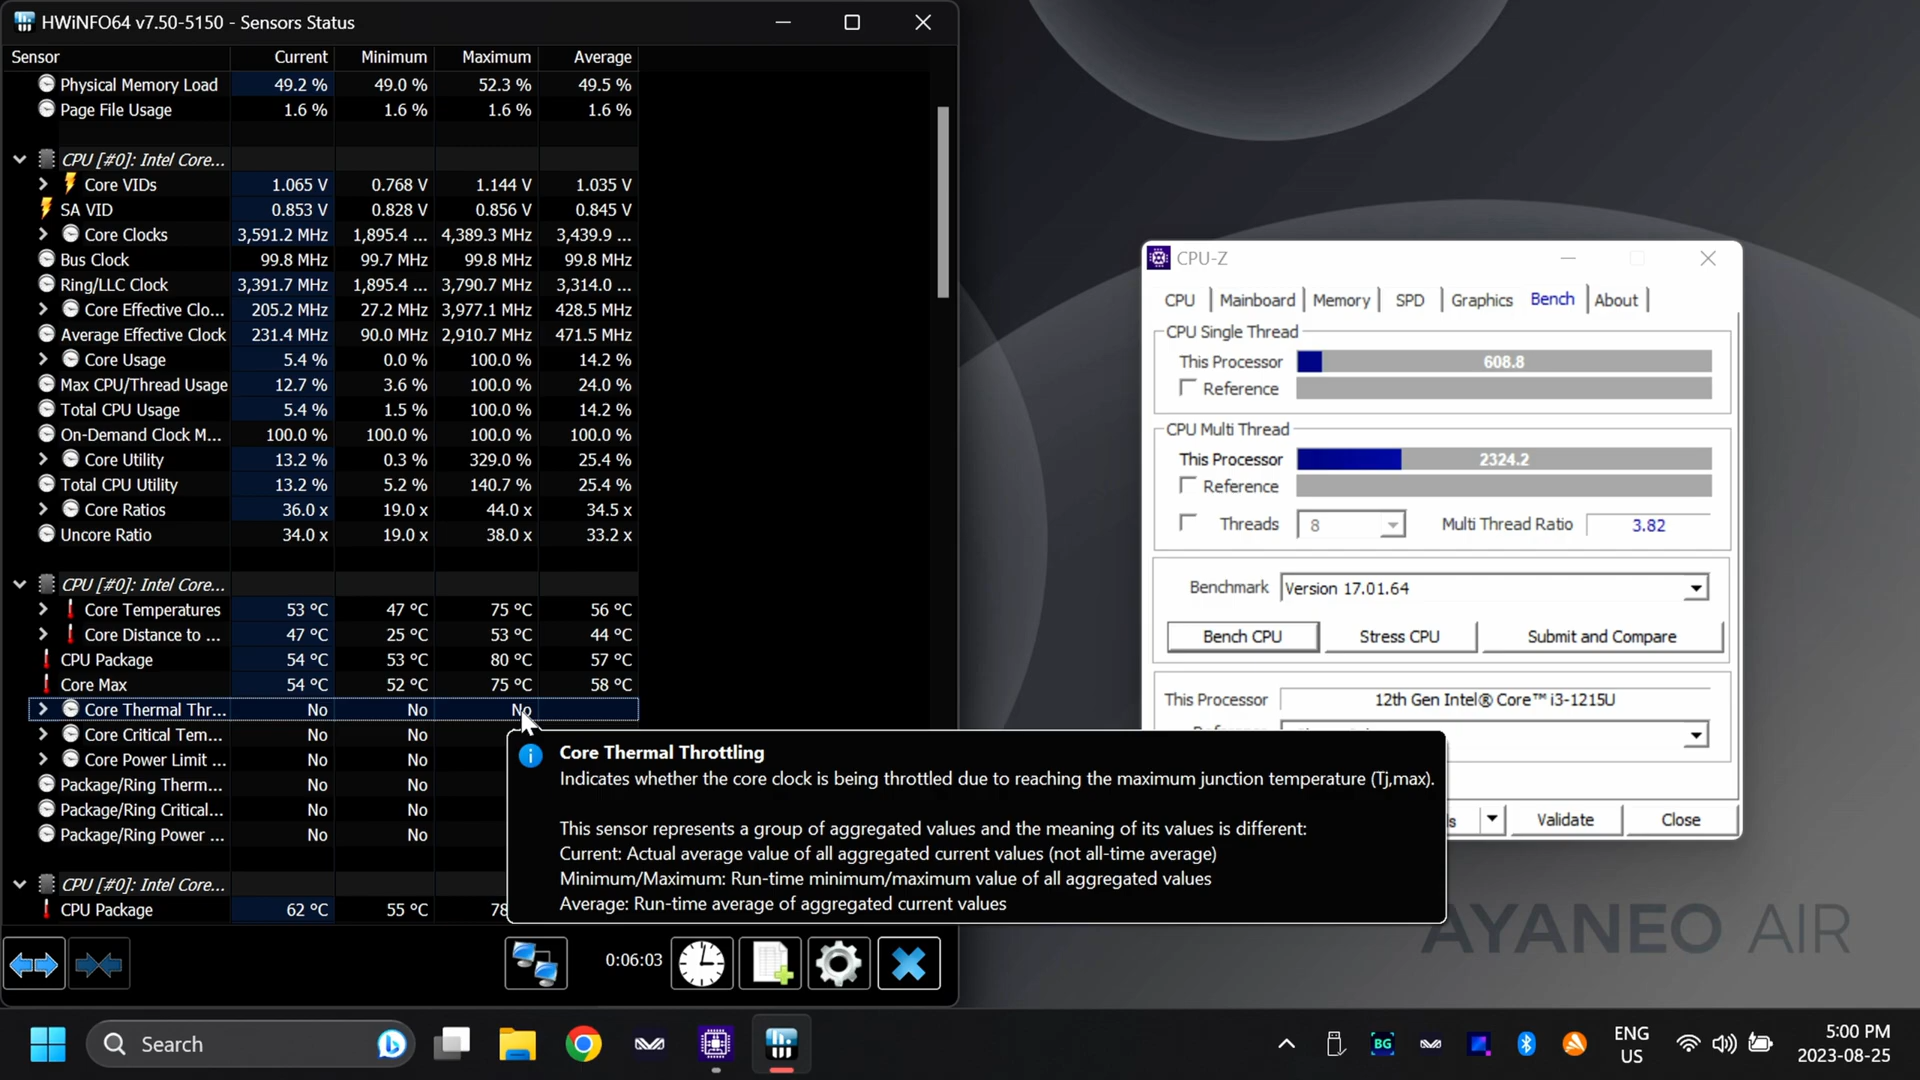 HWiNFO64 v7.50-5150 - Sensors Status
Sensor Current Minimum Maximum Average
Physical Memory Load 49.2 % 49.0 % 52.3 % 49.5 %
Page File Usage 1.6 % 1.6 % 1.6 % 1.6 %
CPU [#0]: Intel Core...
Core VIDs 1.065 V 0.768 V 1.144 V 1.035 V
SA VID 0.853 V 0.828 V 0.856 V 0.845 V
Core Clocks 3,591.2 MHz 1,895.4 ... 4,389.3 MHz 3,439.9 ...
Bus Clock 99.8 MHz 99.7 MHz 99.8 MHz 99.8 MHz
Ring/LLC Clock 3,391.7 MHz 1,895.4 ... 3,790.7 MHz 3,314.0 ...
Core Effective Clo... 205.2 MHz 27.2 MHz 3,977.1 MHz 428.5 MHz
Average Effective Clock 231.4 MHz 90.0 MHz 2,910.7 MHz 471.5 MHz
Core Usage 5.4 % 0.0 % 100.0 % 14.2 %
Max CPU/Thread Usage 12.7 % 3.6 % 100.0 % 24.0 %
Total CPU Usage 5.4 % 1.5 % 100.0 % 14.2 %
On-Demand Clock M... 100.0 % 100.0 % 100.0 % 100.0 %
Core Utility 13.2 % 0.3 % 329.0 % 25.4 %
Total CPU Utility 13.2 % 5.2 % 140.7 % 25.4 %
Core Ratios 36.0 x 19.0 x 44.0 x 34.5 x
Uncore Ratio 34.0 x 19.0 x 38.0 x 33.2 x
CPU [#0]: Intel Core...
Core Temperatures 53 °C 47 °C 75 °C 56 °C
Core Distance to ... 47 °C 25 °C 53 °C 44 °C
CPU Package 54 °C 53 °C 80 °C 57 °C
Core Max 54 °C 52 °C 75 °C 58 °C
Core Thermal Thr... No No No
Core Critical Tem... No No
Core Power Limit ... No No
Package/Ring Therm... No No
Package/Ring Critical... No No
Package/Ring Power ... No No
CPU [#0]: Intel Core...
CPU Package 62 °C 55 °C 78
Core Thermal Throttling
Indicates whether the core clock is being throttled due to reaching the maximum junction temperature (Tj,max).
This sensor represents a group of aggregated values and the meaning of its values is different:
Current: Actual average value of all aggregated current values (not all-time average)
Minimum/Maximum: Run-time minimum/maximum value of all aggregated values
Average: Run-time average of aggregated current values
0:06:03
CPU-Z
CPU Mainboard Memory SPD Graphics Bench About
CPU Single Thread
This Processor 608.8
Reference
CPU Multi Thread
This Processor 2324.2
Reference
Threads 8 Multi Thread Ratio 3.82
Benchmark Version 17.01.64
Bench CPU Stress CPU Submit and Compare
This Processor 12th Gen Intel® Core™ i3-1215U
s Validate Close
AYANEO AIR
Search
BG
ENG
US
5:00 PM
2023-08-25